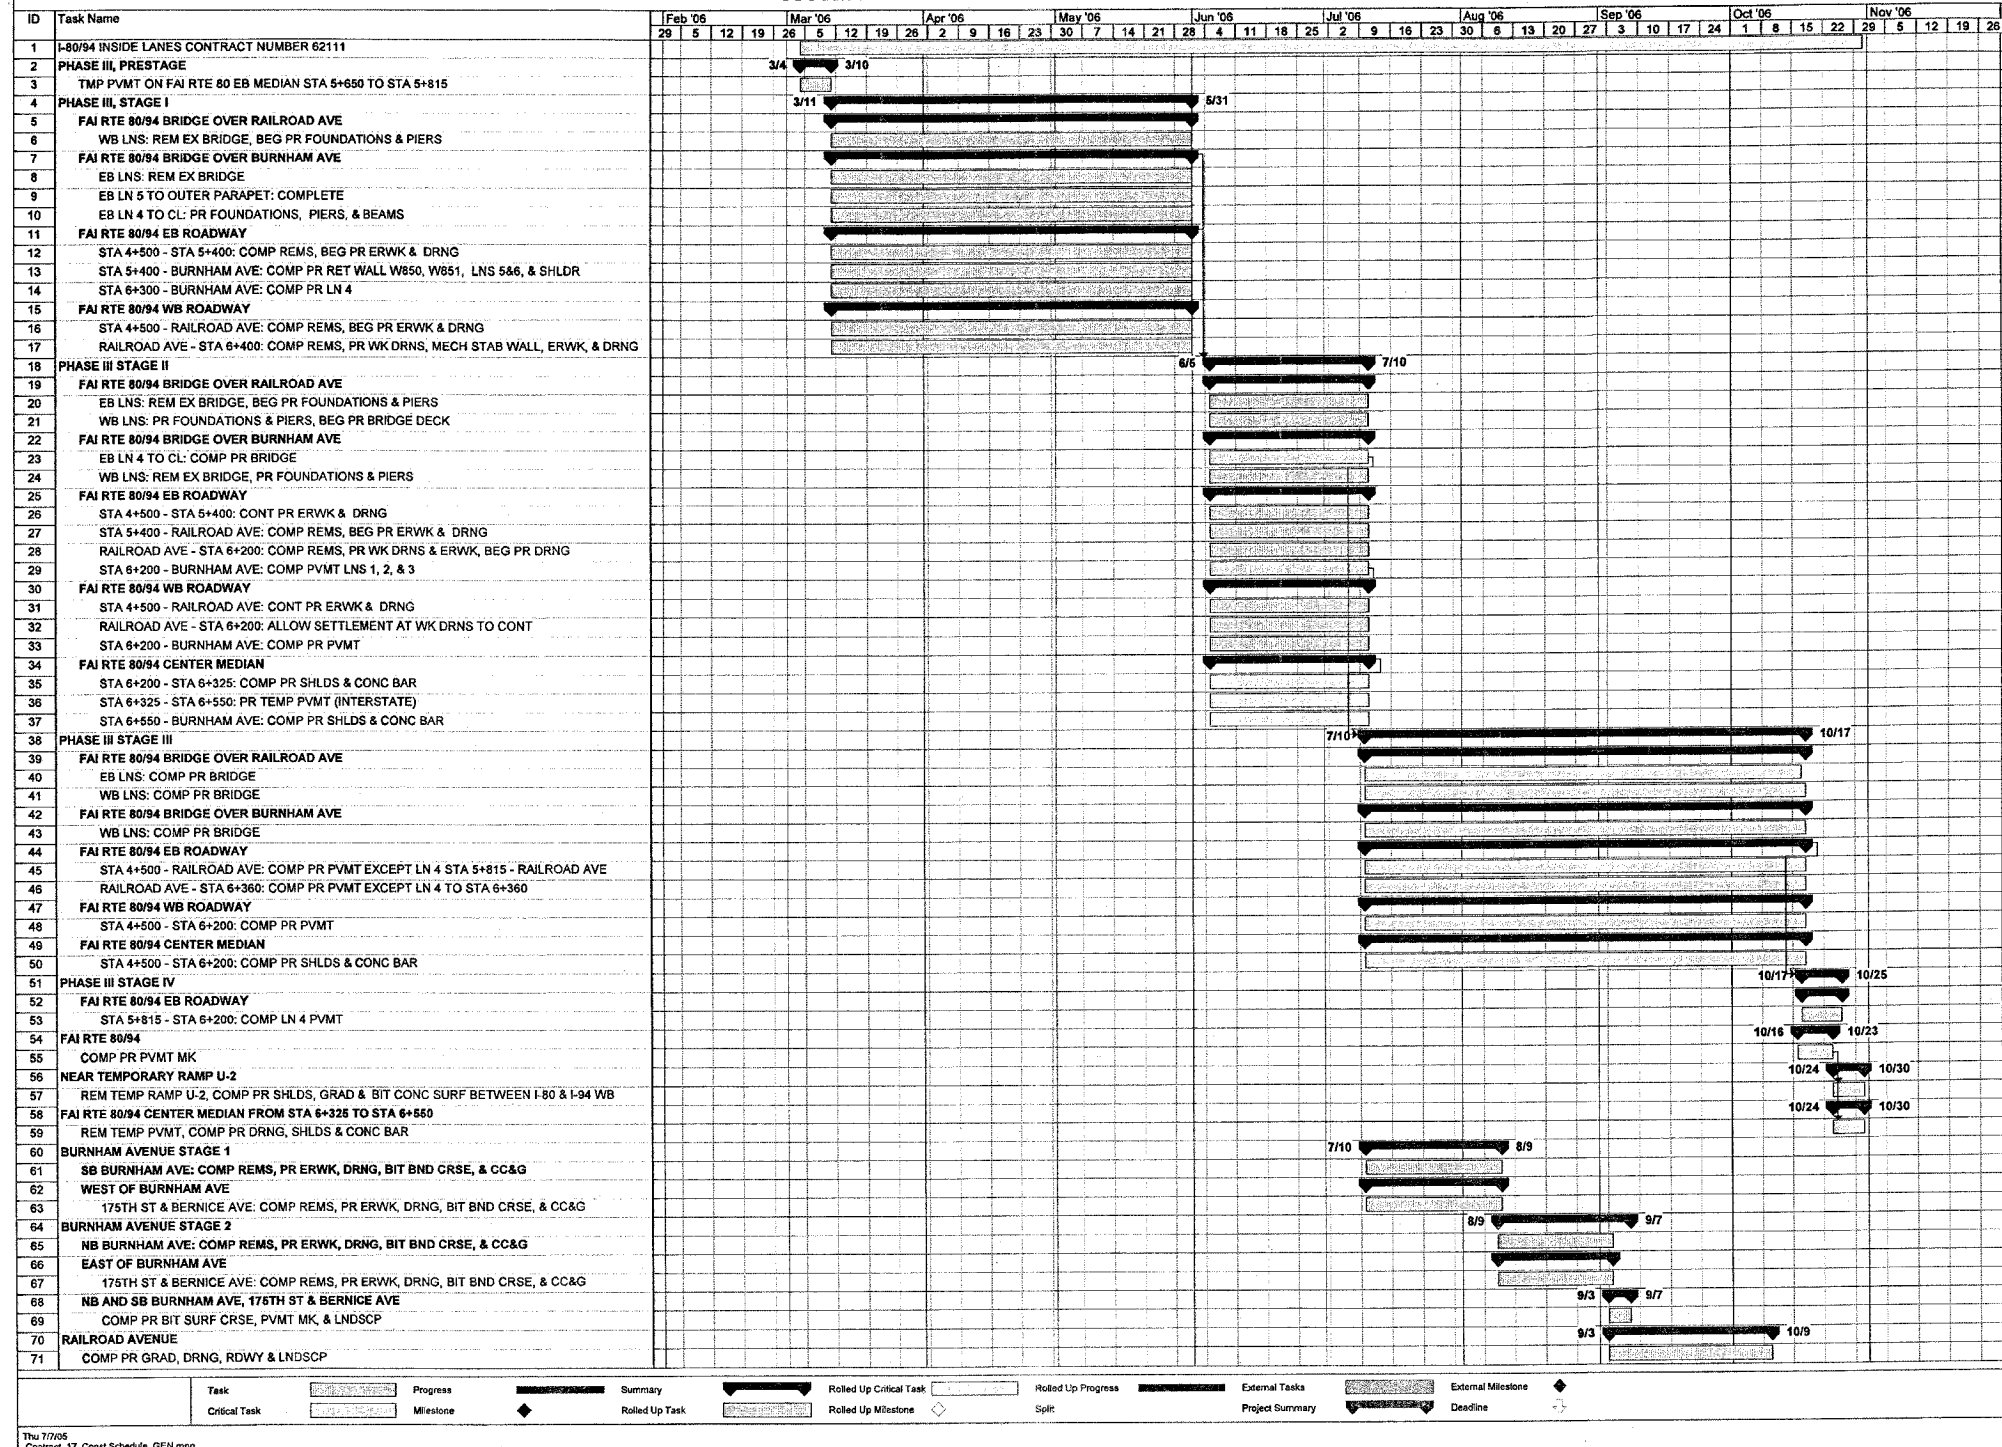 ID Task Name Feb '06 Mar '06 Apr '06 May '06 Jun '06 Jul '06 Aug '06 Sep '06 Oct '06 Nov '06
29 5 12 19 26 5 12 19 26 2 9 16 23 30 7 14 21 28 4 11 18 25 2 9 16 23 30 6 13 20 27 3 10 17 24 1 8 15 22 29 5 12 19 26
1 I-80/94 INSIDE LANES CONTRACT NUMBER 62111
2 PHASE III, PRESTAGE 3/4 3/10
3 TMP PVMT ON FAI RTE 80 EB MEDIAN STA 5+650 TO STA 5+815
4 PHASE III, STAGE I 3/11 5/31
5 FAI RTE 80/94 BRIDGE OVER RAILROAD AVE
6 WB LNS: REM EX BRIDGE, BEG PR FOUNDATIONS & PIERS
7 FAI RTE 80/94 BRIDGE OVER BURNHAM AVE
8 EB LNS: REM EX BRIDGE
9 EB LN 5 TO OUTER PARAPET: COMPLETE
10 EB LN 4 TO CL: PR FOUNDATIONS, PIERS, & BEAMS
11 FAI RTE 80/94 EB ROADWAY
12 STA 4+500 - STA 5+400: COMP REMS, BEG PR ERWK & DRNG
13 STA 5+400 - BURNHAM AVE: COMP PR RET WALL W850, W851, LNS 5&6, & SHLDR
14 STA 6+300 - BURNHAM AVE: COMP PR LN 4
15 FAI RTE 80/94 WB ROADWAY
16 STA 4+500 - RAILROAD AVE: COMP REMS, BEG PR ERWK & DRNG
17 RAILROAD AVE - STA 6+400: COMP REMS, PR WK DRNS, MECH STAB WALL, ERWK, & DRNG
18 PHASE III STAGE II 6/5 7/10
19 FAI RTE 80/94 BRIDGE OVER RAILROAD AVE
20 EB LNS: REM EX BRIDGE, BEG PR FOUNDATIONS & PIERS
21 WB LNS: PR FOUNDATIONS & PIERS, BEG PR BRIDGE DECK
22 FAI RTE 80/94 BRIDGE OVER BURNHAM AVE
23 EB LN 4 TO CL: COMP PR BRIDGE
24 WB LNS: REM EX BRIDGE, PR FOUNDATIONS & PIERS
25 FAI RTE 80/94 EB ROADWAY
26 STA 4+500 - STA 5+400: CONT PR ERWK & DRNG
27 STA 5+400 - RAILROAD AVE: COMP REMS, BEG PR ERWK & DRNG
28 RAILROAD AVE - STA 6+200: COMP REMS, PR WK DRNS & ERWK, BEG PR DRNG
29 STA 6+200 - BURNHAM AVE: COMP PVMT LNS 1, 2, & 3
30 FAI RTE 80/94 WB ROADWAY
31 STA 4+500 - RAILROAD AVE: CONT PR ERWK & DRNG
32 RAILROAD AVE - STA 6+200: ALLOW SETTLEMENT AT WK DRNS TO CONT
33 STA 6+200 - BURNHAM AVE: COMP PR PVMT
34 FAI RTE 80/94 CENTER MEDIAN
35 STA 6+200 - STA 6+325: COMP PR SHLDS & CONC BAR
36 STA 6+325 - STA 6+550: PR TEMP PVMT (INTERSTATE)
37 STA 6+550 - BURNHAM AVE: COMP PR SHLDS & CONC BAR
38 PHASE III STAGE III 7/10 10/17
39 FAI RTE 80/94 BRIDGE OVER RAILROAD AVE
40 EB LNS: COMP PR BRIDGE
41 WB LNS: COMP PR BRIDGE
42 FAI RTE 80/94 BRIDGE OVER BURNHAM AVE
43 WB LNS: COMP PR BRIDGE
44 FAI RTE 80/94 EB ROADWAY
45 STA 4+500 - RAILROAD AVE: COMP PR PVMT EXCEPT LN 4 STA 5+815 - RAILROAD AVE
46 RAILROAD AVE - STA 6+360: COMP PR PVMT EXCEPT LN 4 TO STA 6+360
47 FAI RTE 80/94 WB ROADWAY
48 STA 4+500 - STA 6+200: COMP PR PVMT
49 FAI RTE 80/94 CENTER MEDIAN
50 STA 4+500 - STA 6+200: COMP PR SHLDS & CONC BAR
51 PHASE III STAGE IV 10/17 10/25
52 FAI RTE 80/94 EB ROADWAY
53 STA 5+815 - STA 6+200: COMP LN 4 PVMT
54 FAI RTE 80/94 10/16 10/23
55 COMP PR PVMT MK
56 NEAR TEMPORARY RAMP U-2 10/24 10/30
57 REM TEMP RAMP U-2, COMP PR SHLDS, GRAD & BIT CONC SURF BETWEEN I-80 & I-94 WB
58 FAI RTE 80/94 CENTER MEDIAN FROM STA 6+325 TO STA 6+550 10/24 10/30
59 REM TEMP PVMT, COMP PR DRNG, SHLDS & CONC BAR
60 BURNHAM AVENUE STAGE 1 7/10 8/9
61 SB BURNHAM AVE: COMP REMS, PR ERWK, DRNG, BIT BND CRSE, & CC&G
62 WEST OF BURNHAM AVE
63 175TH ST & BERNICE AVE: COMP REMS, PR ERWK, DRNG, BIT BND CRSE, & CC&G
64 BURNHAM AVENUE STAGE 2 8/9 9/7
65 NB BURNHAM AVE: COMP REMS, PR ERWK, DRNG, BIT BND CRSE, & CC&G
66 EAST OF BURNHAM AVE
67 175TH ST & BERNICE AVE: COMP REMS, PR ERWK, DRNG, BIT BND CRSE, & CC&G
68 NB AND SB BURNHAM AVE, 175TH ST & BERNICE AVE 9/3 9/7
69 COMP PR BIT SURF CRSE, PVMT MK, & LNDSCP
70 RAILROAD AVENUE 9/3 10/9
71 COMP PR GRAD, DRNG, RDWY & LNDSCP
Task Progress Summary Rolled Up Critical Task Rolled Up Progress External Tasks External Milestone
Critical Task Milestone Rolled Up Task Rolled Up Milestone Split Project Summary Deadline
Thu 7/7/05